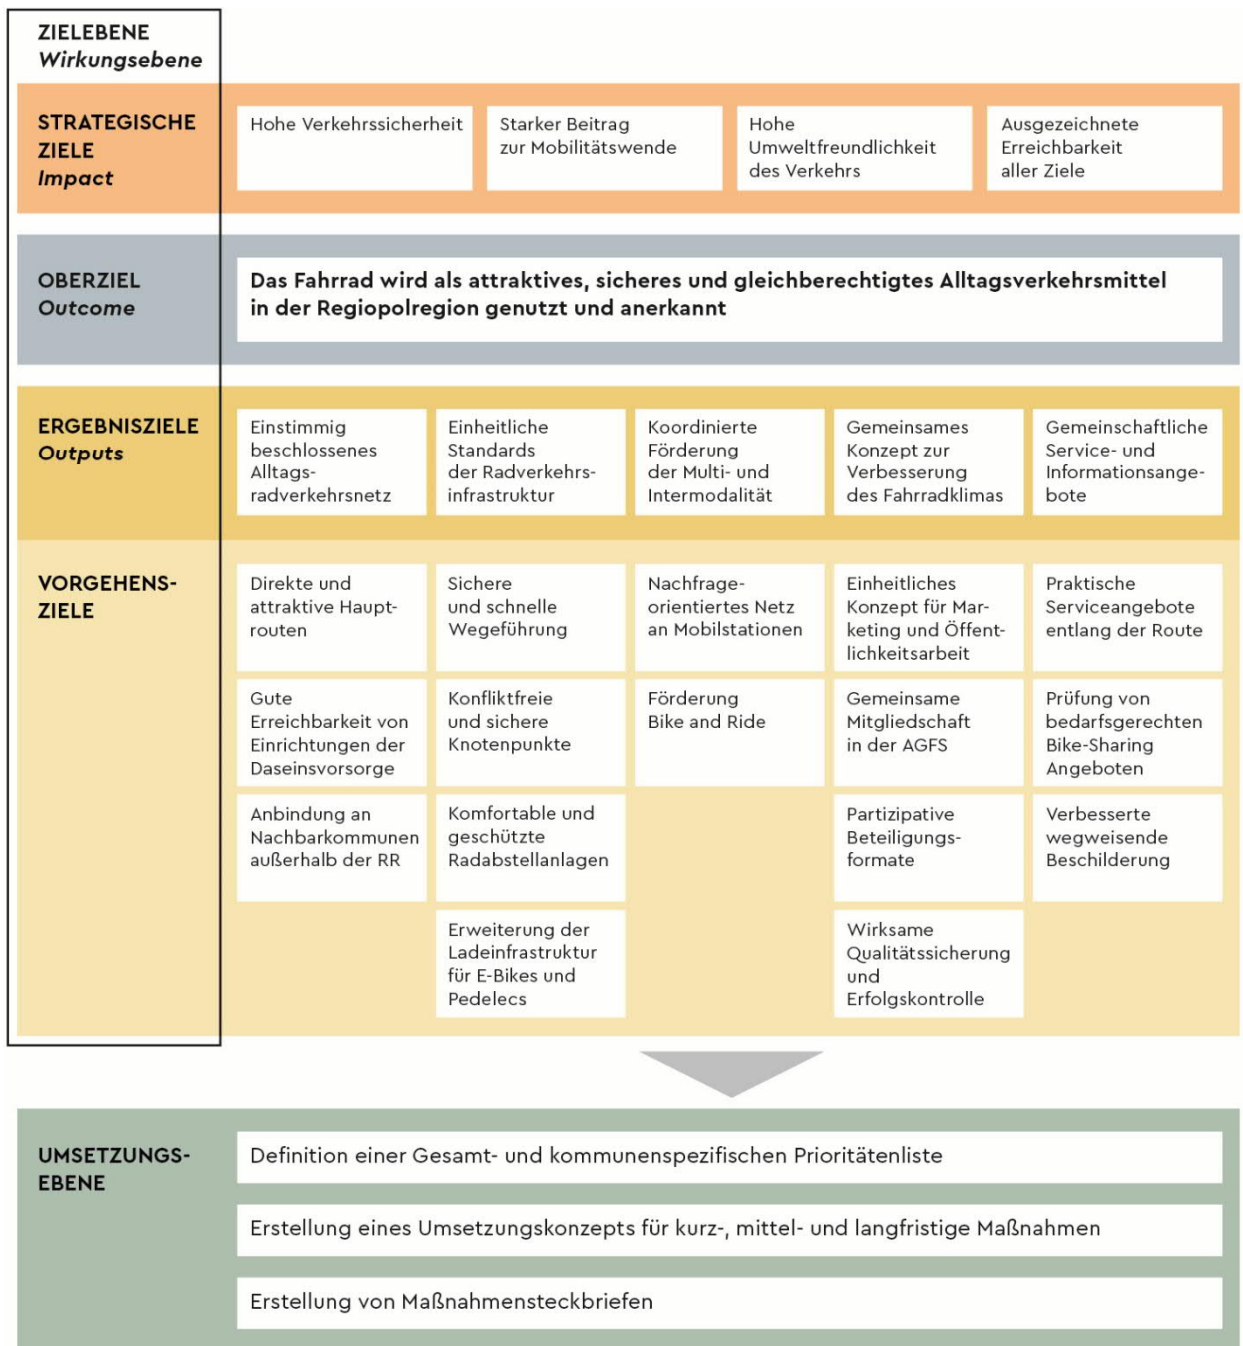 ZIELEBENE
Wirkungsebene
STRATEGISCHE
ZIELE
Impact
Hohe Verkehrssicherheit
Starker Beitrag
zur Mobilitätswende
Hohe
Umweltfreundlichkeit
des Verkehrs
Ausgezeichnete
Erreichbarkeit
aller Ziele
OBERZIEL
Outcome
Das Fahrrad wird als attraktives, sicheres und gleichberechtigtes Alltagsverkehrsmittel
in der Regiopolregion genutzt und anerkannt
ERGEBNISZIELE
Outputs
Einstimmig
beschlossenes
Alltags-
radverkehrsnetz
Einheitliche
Standards
der Radverkehrs-
infrastruktur
Koordinierte
Förderung
der Multi- und
Intermodalität
Gemeinsames
Konzept zur
Verbesserung
des Fahrradklimas
Gemeinschaftliche
Service- und
Informationsange-
bote
VORGEHENS-
ZIELE
Direkte und
attraktive Haupt-
routen
Sichere
und schnelle
Wegeführung
Nachfrage-
orientiertes Netz
an Mobilstationen
Einheitliches
Konzept für Mar-
keting und Öffent-
lichkeitsarbeit
Praktische
Serviceangebote
entlang der Route
Gute
Erreichbarkeit von
Einrichtungen der
Daseinsvorsorge
Konfliktfreie
und sichere
Knotenpunkte
Förderung
Bike and Ride
Gemeinsame
Mitgliedschaft
in der AGFS
Prüfung von
bedarfsgerechten
Bike-Sharing
Angeboten
Anbindung an
Nachbarkommunen
außerhalb der RR
Komfortable und
geschützte
Radabstellanlagen
Partizipative
Beteiligungs-
formate
Verbesserte
wegweisende
Beschilderung
Erweiterung der
Ladeinfrastruktur
für E-Bikes und
Pedelecs
Wirksame
Qualitätssicherung
und
Erfolgskontrolle
UMSETZUNGS-
EBENE
Definition einer Gesamt- und kommunenspezifischen Prioritätenliste
Erstellung eines Umsetzungskonzepts für kurz-, mittel- und langfristige Maßnahmen
Erstellung von Maßnahmensteckbriefen